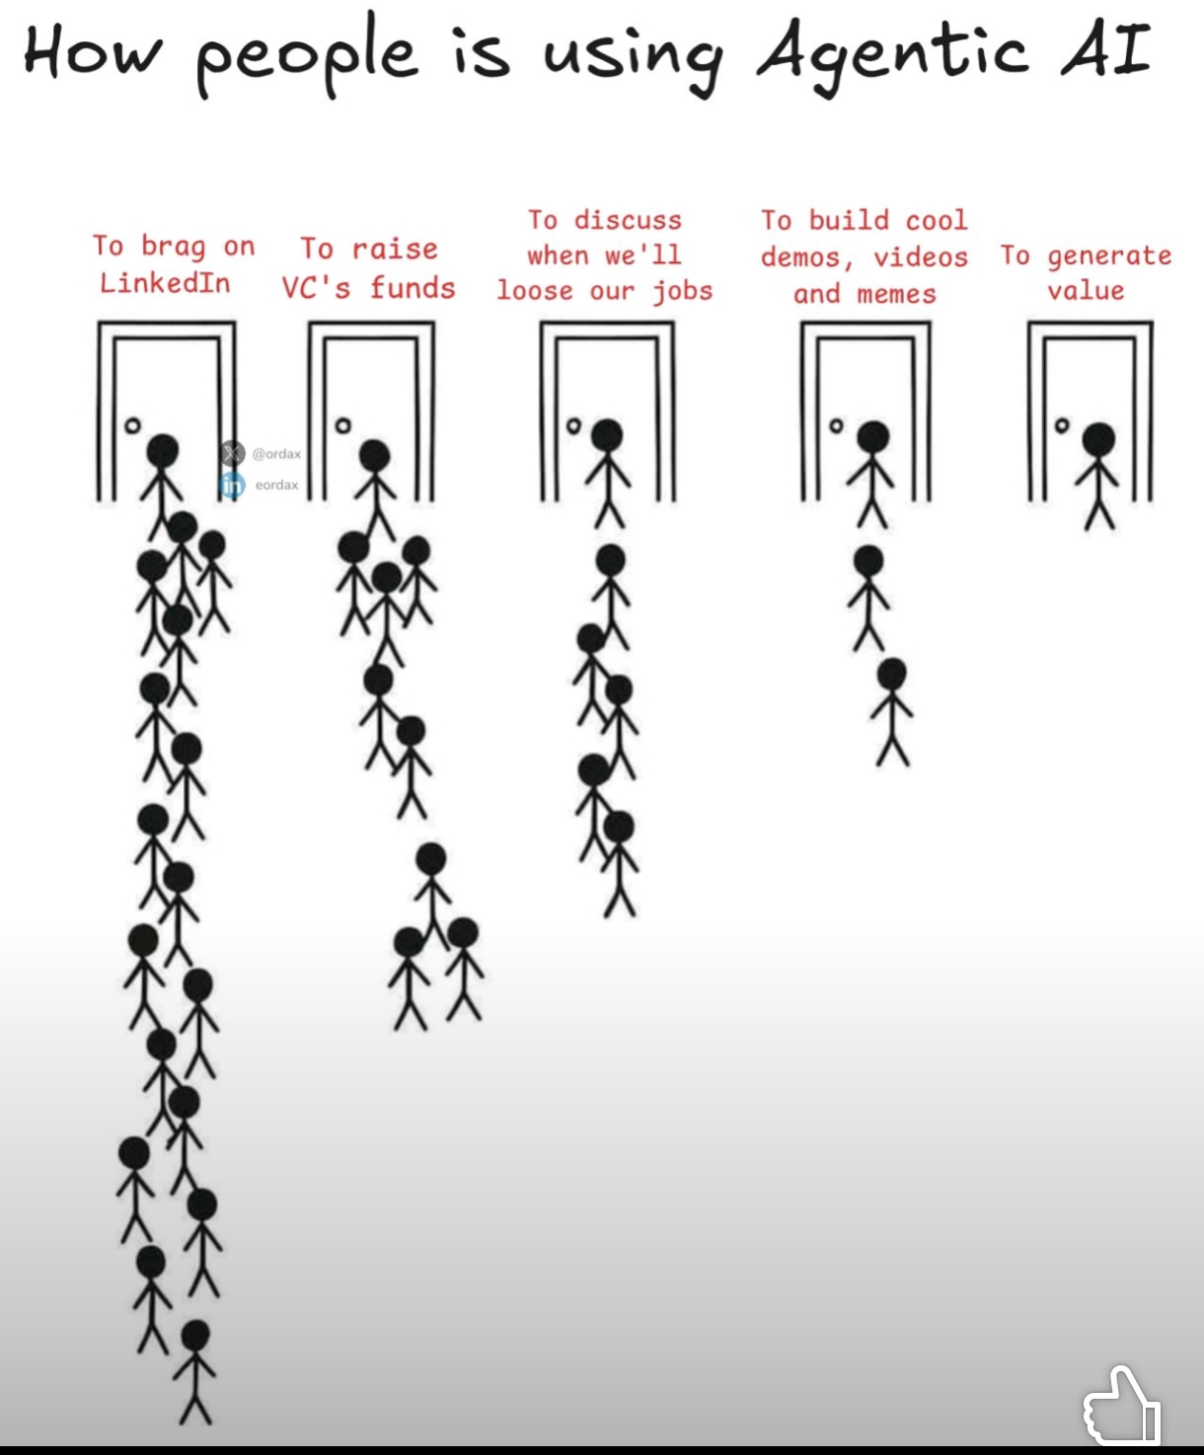 How people is using Agentic AI
To brag on
LinkedIn
To raise
VC's funds
To discuss
when we'll
loose our jobs
To build cool
demos, videos
and memes
To generate
value
X @ordax
in eordax